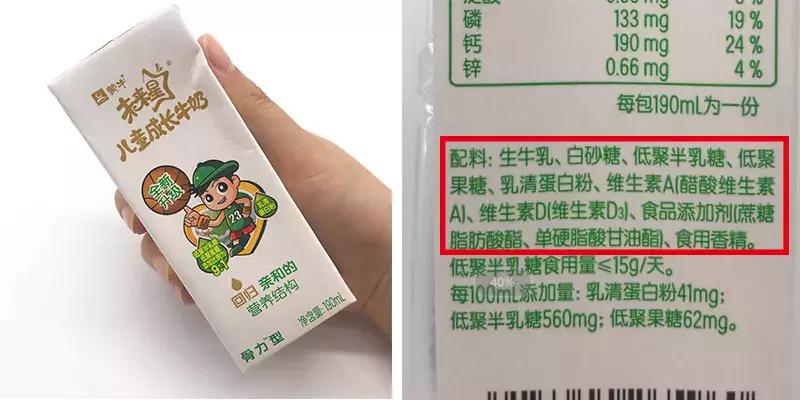 蒙牛
未来星
儿童成长牛奶
全新
升级
23
9:1
回归 亲和的
营养结构
净含量:190mL
骨力™型
磷 133 mg 19 %
钙 190 mg 24 %
锌 0.66 mg 4 %
每包190mL为一份
配料: 生牛乳、白砂糖、低聚半乳糖、低聚
果糖、乳清蛋白粉、维生素A(醋酸维生素
A)、维生素D(维生素D₃)、食品添加剂(蔗糖
脂肪酸酯、单硬脂酸甘油酯)、食用香精。
低聚半乳糖食用量≤15g/天。
40%
每100mL添加量: 乳清蛋白粉41mg;
低聚半乳糖560mg; 低聚果糖62mg。